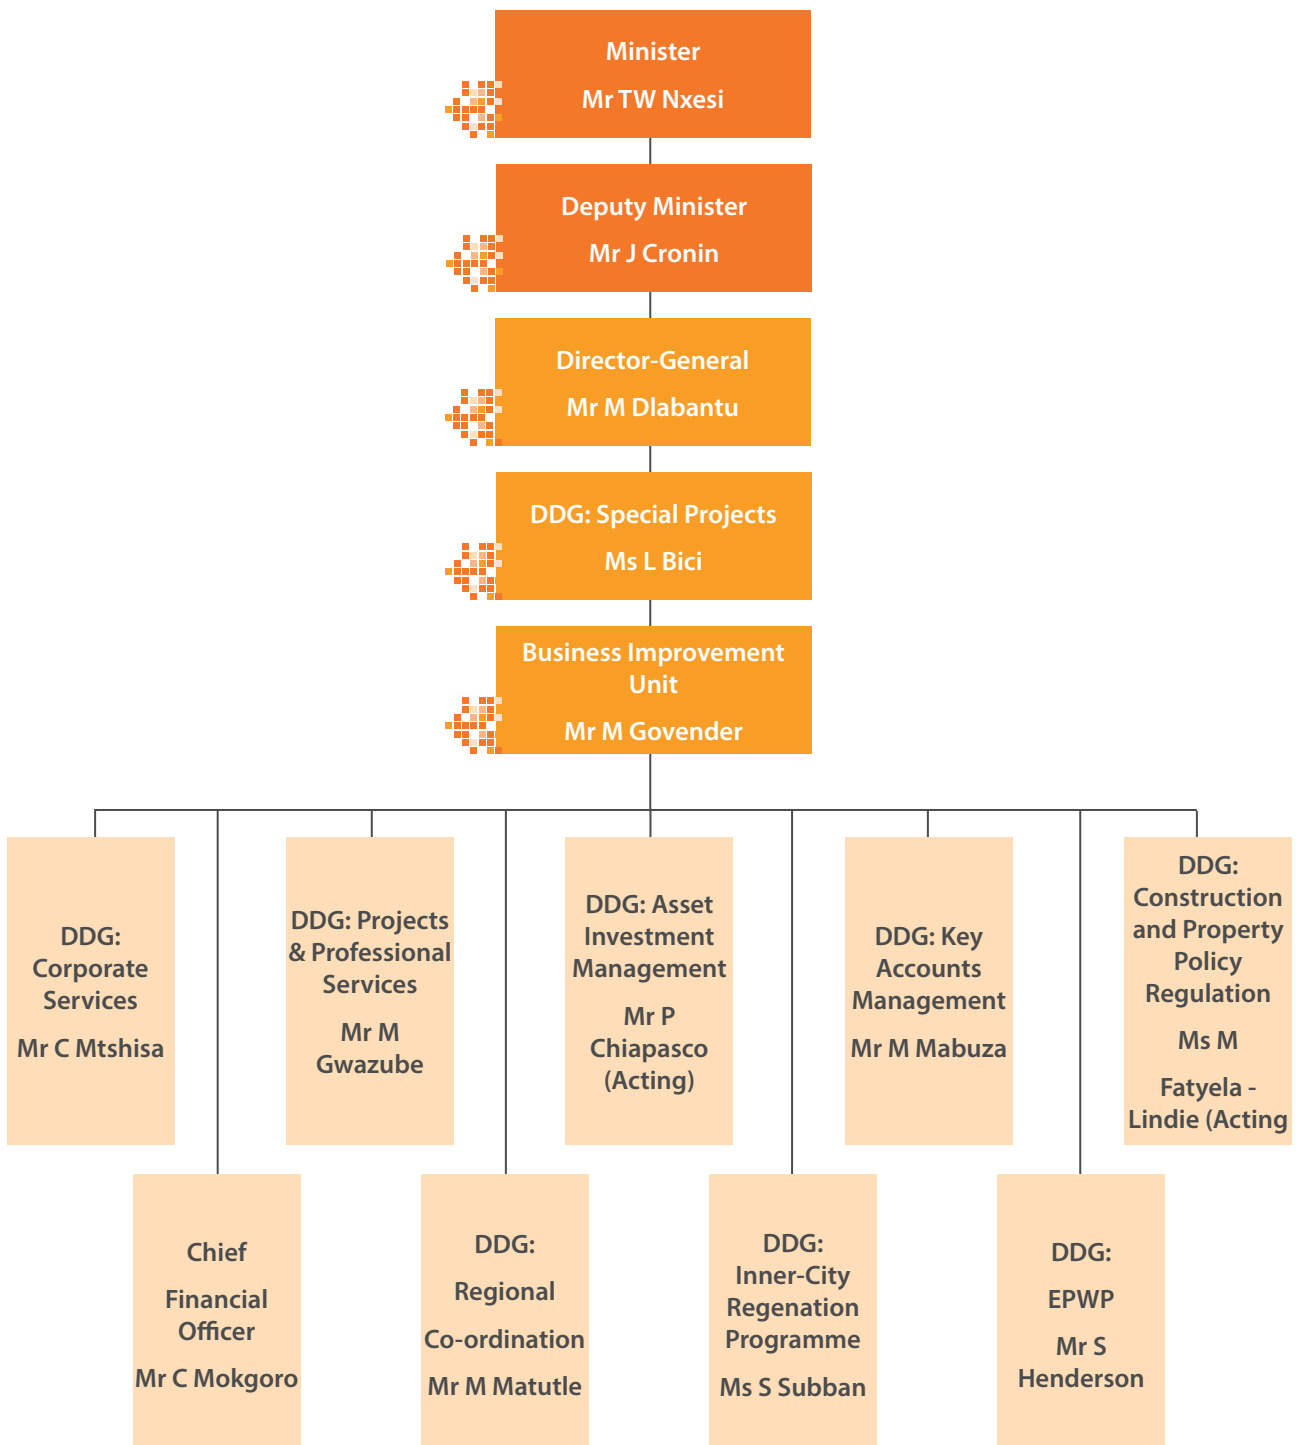 Minister
Mr TW Nxesi
Deputy Minister
Mr J Cronin
Director-General
Mr M Dlabantu
DDG: Special Projects
Ms L Bici
Business Improvement
Unit
Mr M Govender
DDG:
Corporate
Services
Mr C Mtshisa
DDG: Projects
& Professional
Services
Mr M
Gwazube
DDG: Asset
Investment
Management
Mr P
Chiapasco
(Acting)
DDG: Key
Accounts
Management
Mr M Mabuza
DDG:
Construction
and Property
Policy
Regulation
Ms M
Fatyela -
Lindie (Acting
Chief
Financial
Officer
Mr C Mokgoro
DDG:
Regional
Co-ordination
Mr M Matutle
DDG:
Inner-City
Regenation
Programme
Ms S Subban
DDG:
EPWP
Mr S
Henderson